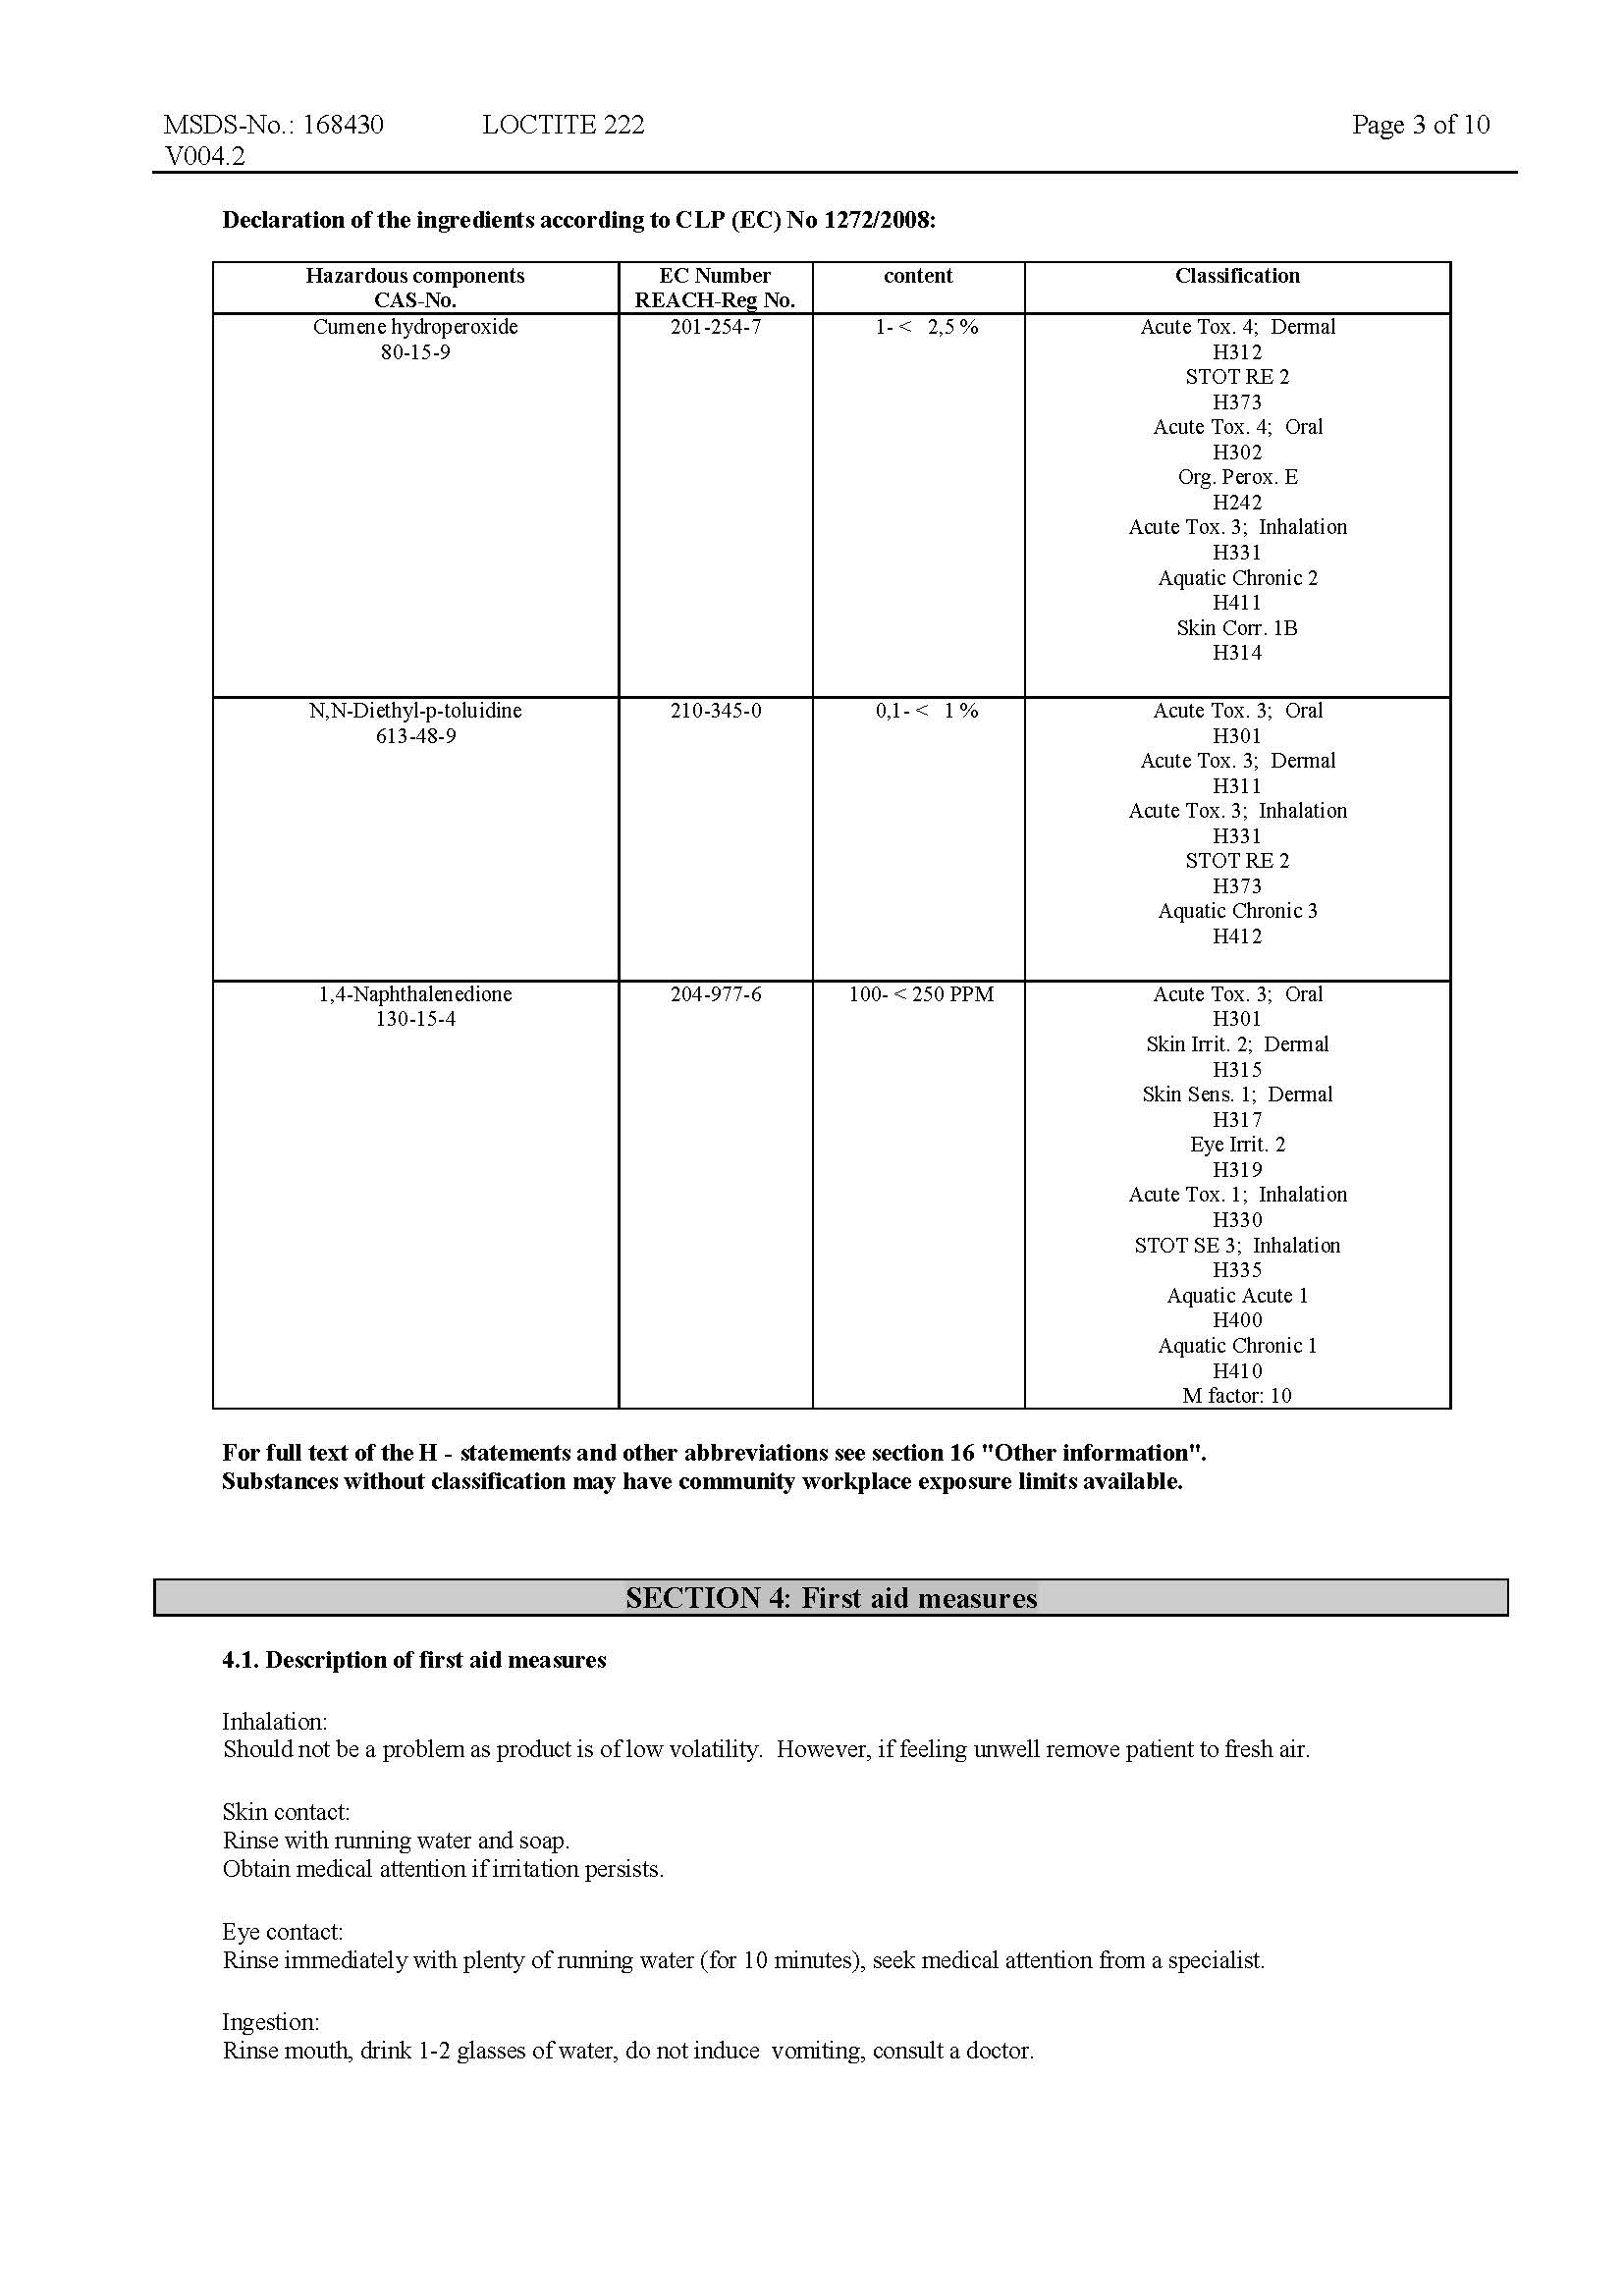 MSDS-No.: 168430 LOCTITE 222 Page 3 of 10
V004.2
Declaration of the ingredients according to CLP (EC) No 1272/2008:
Hazardous components EC Number content Classification
CAS-No. REACH-Reg No.
Cumene hydroperoxide 201-254-7 1- < 2,5 % Acute Tox. 4; Dermal
80-15-9 H312
STOT RE 2
H373
Acute Tox. 4; Oral
H302
Org. Perox. E
H242
Acute Tox. 3; Inhalation
H331
Aquatic Chronic 2
H411
Skin Corr. 1B
H314
N,N-Diethyl-p-toluidine 210-345-0 0,1- < 1 % Acute Tox. 3; Oral
613-48-9 H301
Acute Tox. 3; Dermal
H311
Acute Tox. 3; Inhalation
H331
STOT RE 2
H373
Aquatic Chronic 3
H412
1,4-Naphthalenedione 204-977-6 100- < 250 PPM Acute Tox. 3; Oral
130-15-4 H301
Skin Irrit. 2; Dermal
H315
Skin Sens. 1; Dermal
H317
Eye Irrit. 2
H319
Acute Tox. 1; Inhalation
H330
STOT SE 3; Inhalation
H335
Aquatic Acute 1
H400
Aquatic Chronic 1
H410
M factor: 10
For full text of the H - statements and other abbreviations see section 16 "Other information".
Substances without classification may have community workplace exposure limits available.
SECTION 4: First aid measures
4.1. Description of first aid measures
Inhalation:
Should not be a problem as product is of low volatility. However, if feeling unwell remove patient to fresh air.
Skin contact:
Rinse with running water and soap.
Obtain medical attention if irritation persists.
Eye contact:
Rinse immediately with plenty of running water (for 10 minutes), seek medical attention from a specialist.
Ingestion:
Rinse mouth, drink 1-2 glasses of water, do not induce vomiting, consult a doctor.